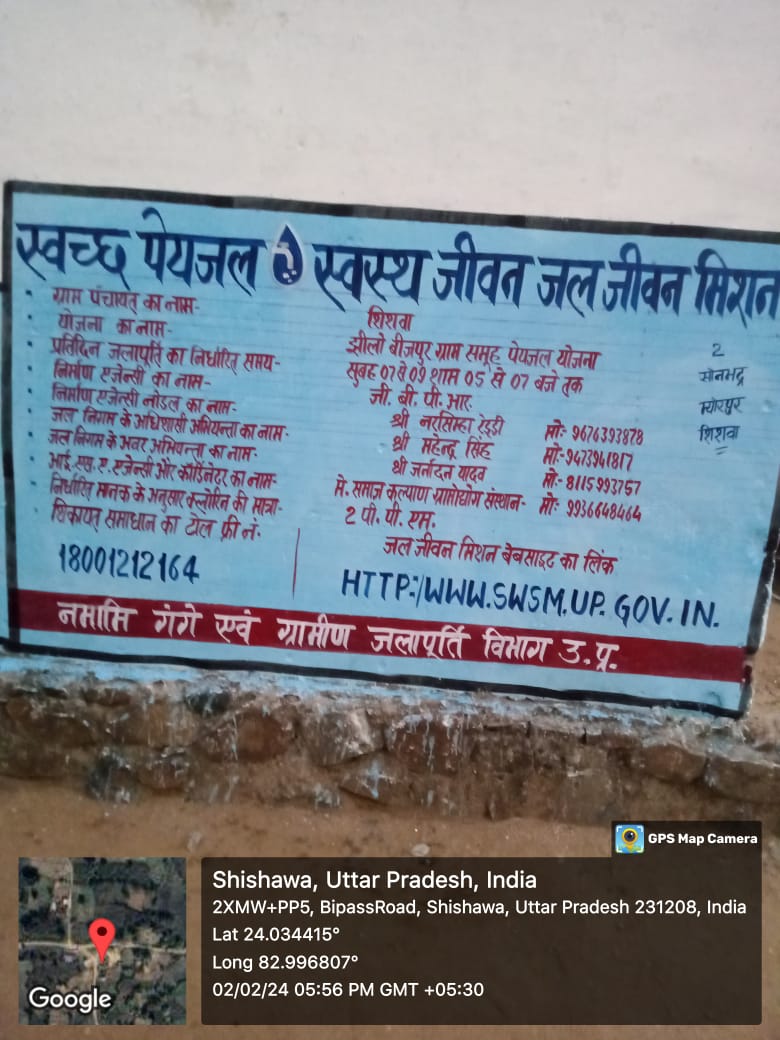 स्वच्छ पेयजल स्वस्थ जीवन जल जीवन मिशन
ग्राम पंचायत का नाम- शिशवा
योजना का नाम- झीलो बीजपुर ग्राम समूह पेयजल योजना
प्रतिदिन जलापूर्ति का निर्धारित समय- सुबह 07 से 09 शाम 05 से 07 बजे तक
निर्माण एजेन्सी का नाम- जी. बी. पी. आर.
निर्माण एजेन्सी नोडल का नाम- श्री नरसिम्हा रेड्डी मो- 9676393878
जल निगम के अधिशासी अभियन्ता का नाम- श्री महेन्द्र सिंह मो-9473941817
जल निगम के अवर अभियन्ता का नाम- श्री जर्नादन यादव मो- 8115993757
आई. एस. ए. एजेन्सी और कोर्डिनेटर का नाम- मे. समाज कल्याण ग्रामोयोग संस्थान- मो- 9936648464
निर्धारित मानक के अनुसार क्लोरिन की मात्रा- 2 पी. पी. एम.
शिकायत समाधान का टोल फ्री नं.
18001212164
जल जीवन मिशन बेबसाइट का लिंक
HTTP:/WWW.SWSM.UP.GOV.IN.
2
सोनभद्र
म्योरपुर
शिशवा
नमामि गंगे एवं ग्रामीण जलापूर्ति विभाग उ.प्र.
GPS Map Camera
Shishawa, Uttar Pradesh, India
2XMW+PP5, BipassRoad, Shishawa, Uttar Pradesh 231208, India
Lat 24.034415°
Long 82.996807°
02/02/24 05:56 PM GMT +05:30
Google